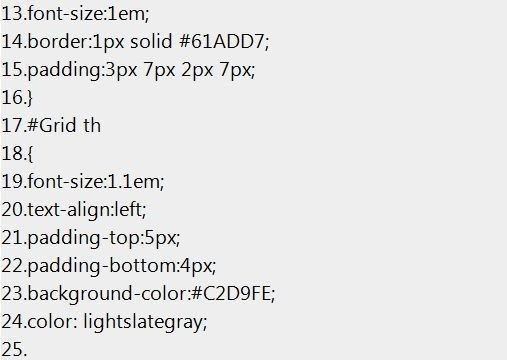 13.font-size:1em;
14.border:1px solid #61ADD7;
15.padding:3px 7px 2px 7px;
16.}
17.#Grid th
18.{
19.font-size:1.1em;
20.text-align:left;
21.padding-top:5px;
22.padding-bottom:4px;
23.background-color:#C2D9FE;
24.color: lightslategray;
25.